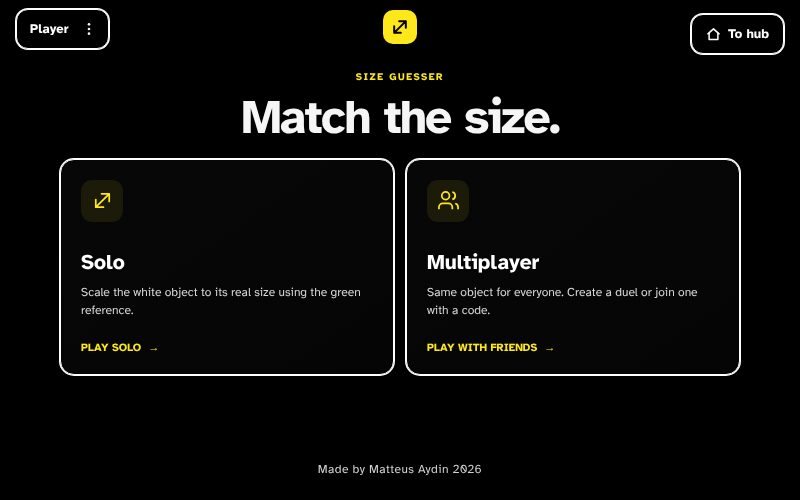 Player
To hub
SIZE GUESSER
Match the size.
Solo
Scale the white object to its real size using the green
reference.
PLAY SOLO →
Multiplayer
Same object for everyone. Create a duel or join one
with a code.
PLAY WITH FRIENDS →
Made by Matteus Aydin 2026